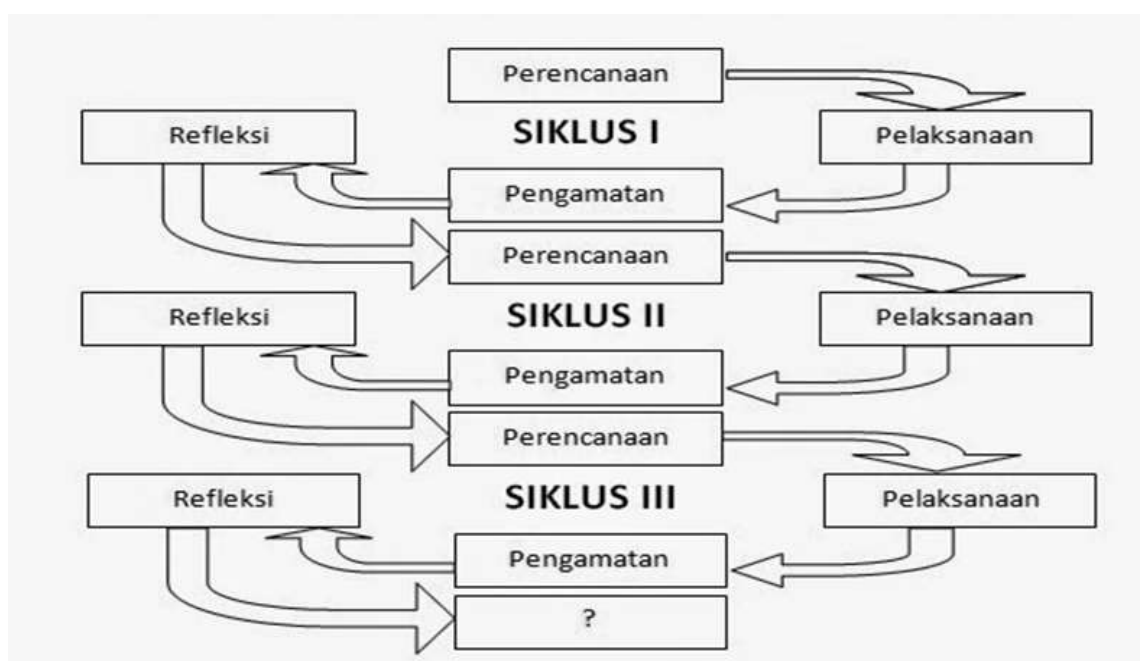 Perencanaan
Refleksi
SIKLUS I
Pelaksanaan
Pengamatan
Perencanaan
Refleksi
SIKLUS II
Pelaksanaan
Pengamatan
Perencanaan
Refleksi
SIKLUS III
Pelaksanaan
Pengamatan
?